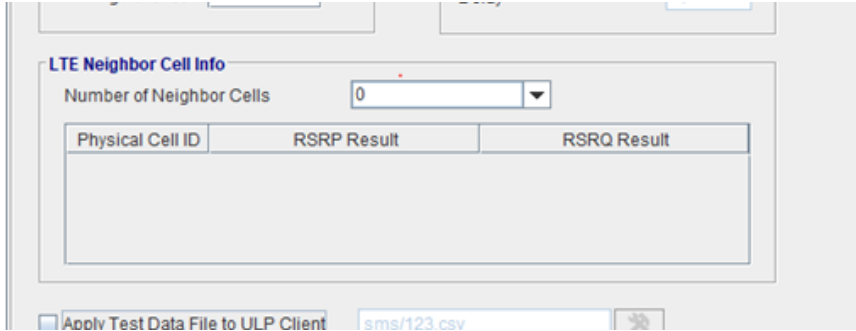 LTE Neighbor Cell Info
Number of Neighbor Cells 0
Physical Cell ID RSRP Result RSRQ Result
Apply Test Data File to ULP Client sms/123.csv